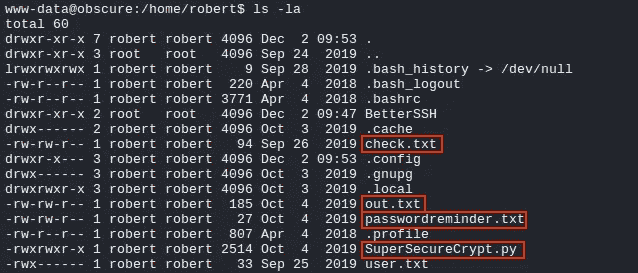 www-data@obscure:/home/robert$ ls -la
total 60
drwxr-xr-x 7 robert robert 4096 Dec  2 09:53 .
drwxr-xr-x 3 root   root   4096 Sep 24  2019 ..
lrwxrwxrwx 1 robert robert    9 Sep 28  2019 .bash_history -> /dev/null
-rw-r--r-- 1 robert robert  220 Apr  4  2018 .bash_logout
-rw-r--r-- 1 robert robert 3771 Apr  4  2018 .bashrc
drwxr-xr-x 2 root   root   4096 Dec  2 09:47 BetterSSH
drwx------ 2 robert robert 4096 Oct  3  2019 .cache
-rw-rw-r-- 1 robert robert   94 Sep 26  2019 check.txt
drwxr-x--- 3 robert robert 4096 Dec  2 09:53 .config
drwx------ 3 robert robert 4096 Oct  3  2019 .gnupg
drwxrwxr-x 3 robert robert 4096 Oct  3  2019 .local
-rw-rw-r-- 1 robert robert  185 Oct  4  2019 out.txt
-rw-rw-r-- 1 robert robert   27 Oct  4  2019 passwordreminder.txt
-rw-r--r-- 1 robert robert  807 Apr  4  2018 .profile
-rwxrwxr-x 1 robert robert 2514 Oct  4  2019 SuperSecureCrypt.py
-rwx------ 1 robert robert   33 Sep 25  2019 user.txt